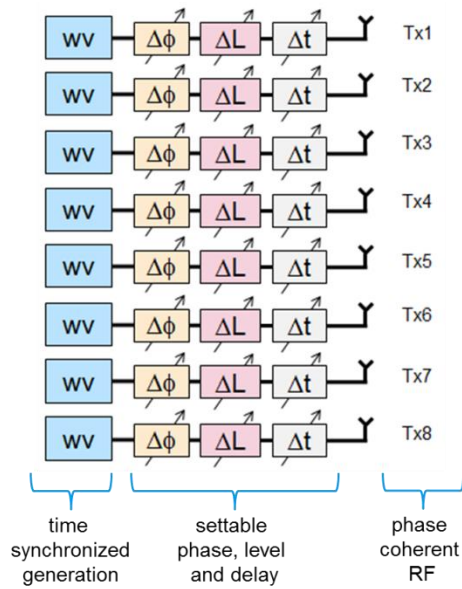 wv Δϕ ΔL Δt Tx1
wv Δϕ ΔL Δt Tx2
wv Δϕ ΔL Δt Tx3
wv Δϕ ΔL Δt Tx4
wv Δϕ ΔL Δt Tx5
wv Δϕ ΔL Δt Tx6
wv Δϕ ΔL Δt Tx7
wv Δϕ ΔL Δt Tx8
time
synchronized
generation
settable
phase, level
and delay
phase
coherent
RF